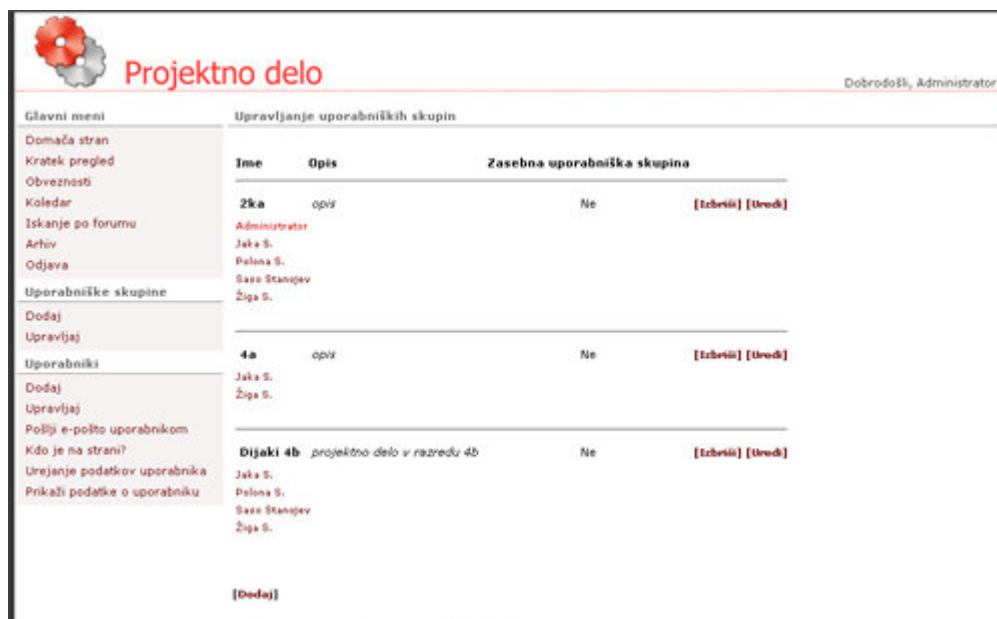 Projektno delo
Dobrodošli, Administrator
Glavni meni
Domača stran
Kratek pregled
Obveznosti
Koledar
Iskanje po forumu
Arhiv
Odjava
Uporabniške skupine
Dodaj
Upravljaj
Uporabniki
Dodaj
Upravljaj
Pošlji e-pošto uporabnikom
Kdo je na strani?
Urejanje podatkov uporabnika
Prikaži podatke o uporabniku
Upravljanje uporabniških skupin
Ime Opis Zasebna uporabniška skupina
2ka opis Ne [Izbriši] [Uredi]
Administrator
Jaka S.
Polona S.
Saso Stanojev
Žiga S.
4a opis Ne [Izbriši] [Uredi]
Jaka S.
Žiga S.
Dijaki 4b projektno delo v razredu 4b Ne [Izbriši] [Uredi]
Jaka S.
Polona S.
Saso Stanojev
Žiga S.
[Dodaj]